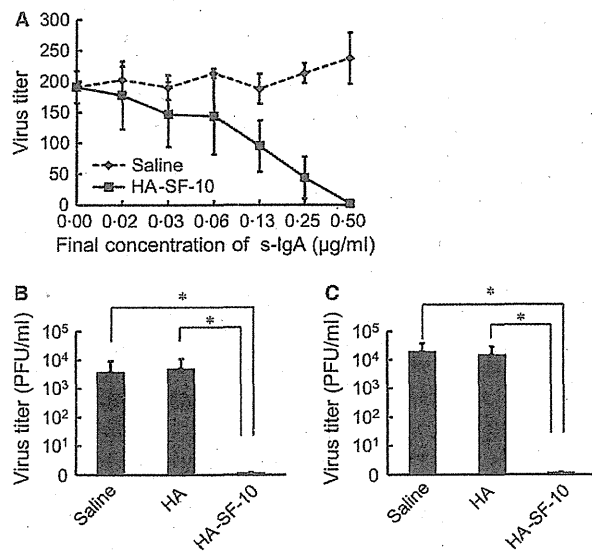 A
300
250
200
150
100
50
0
Virus titer
Saline
HA-SF-10
0·00 0·02 0·03 0·06 0·13 0·25 0·50
Final concentration of s-IgA (µg/ml)
B
*
*
10⁵
10⁴
10³
10²
10¹
0
Virus titer (PFU/ml)
Saline
HA
HA-SF-10
C
*
*
10⁵
10⁴
10³
10²
10¹
0
Virus titer (PFU/ml)
Saline
HA
HA-SF-10